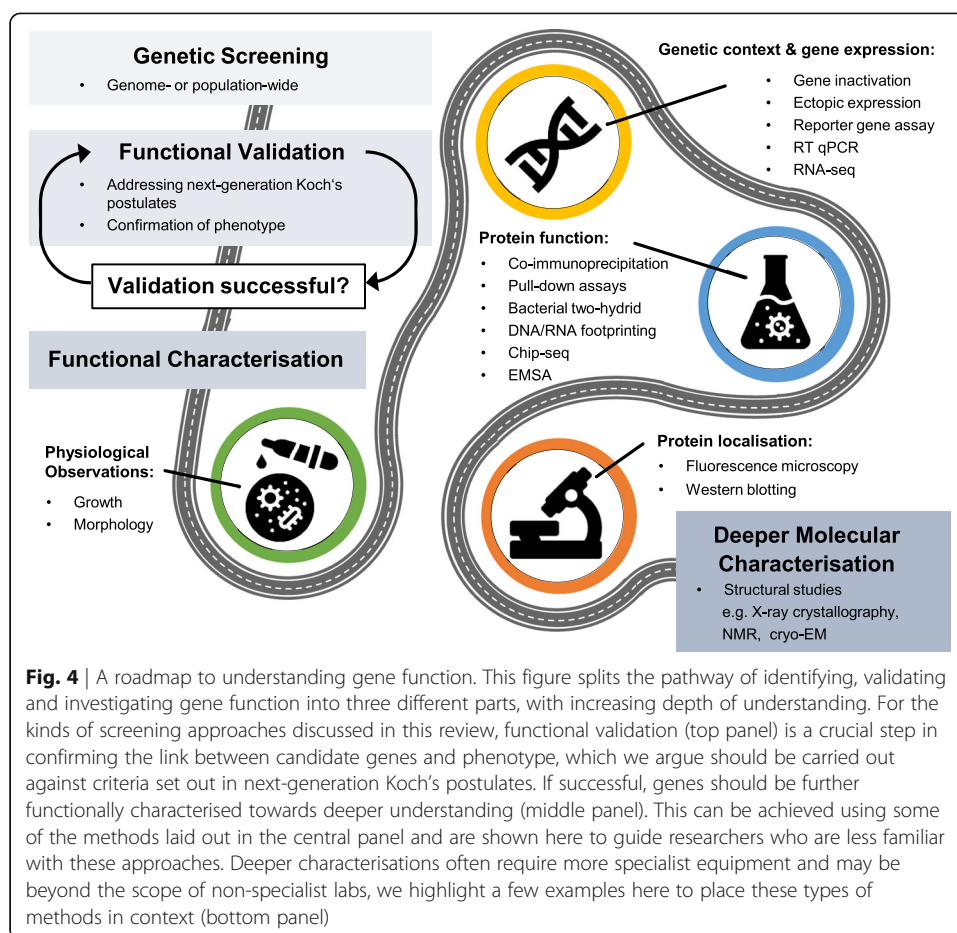 Genetic Screening
• Genome- or population-wide
Functional Validation
• Addressing next-generation Koch‘s
postulates
• Confirmation of phenotype
Validation successful?
Functional Characterisation
Physiological
Observations:
• Growth
• Morphology
Genetic context & gene expression:
• Gene inactivation
• Ectopic expression
• Reporter gene assay
• RT qPCR
• RNA-seq
Protein function:
• Co-immunoprecipitation
• Pull-down assays
• Bacterial two-hydrid
• DNA/RNA footprinting
• Chip-seq
• EMSA
Protein localisation:
• Fluorescence microscopy
• Western blotting
Deeper Molecular
Characterisation
• Structural studies
e.g. X-ray crystallography,
NMR, cryo-EM
Fig. 4 | A roadmap to understanding gene function. This figure splits the pathway of identifying, validating
and investigating gene function into three different parts, with increasing depth of understanding. For the
kinds of screening approaches discussed in this review, functional validation (top panel) is a crucial step in
confirming the link between candidate genes and phenotype, which we argue should be carried out
against criteria set out in next-generation Koch’s postulates. If successful, genes should be further
functionally characterised towards deeper understanding (middle panel). This can be achieved using some
of the methods laid out in the central panel and are shown here to guide researchers who are less familiar
with these approaches. Deeper characterisations often require more specialist equipment and may be
beyond the scope of non-specialist labs, we highlight a few examples here to place these types of
methods in context (bottom panel)